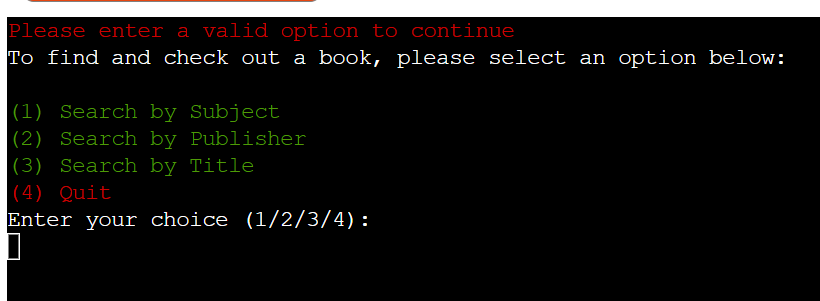 Please enter a valid option to continue
To find and check out a book, please select an option below:
(1) Search by Subject
(2) Search by Publisher
(3) Search by Title
(4) Quit
Enter your choice (1/2/3/4):